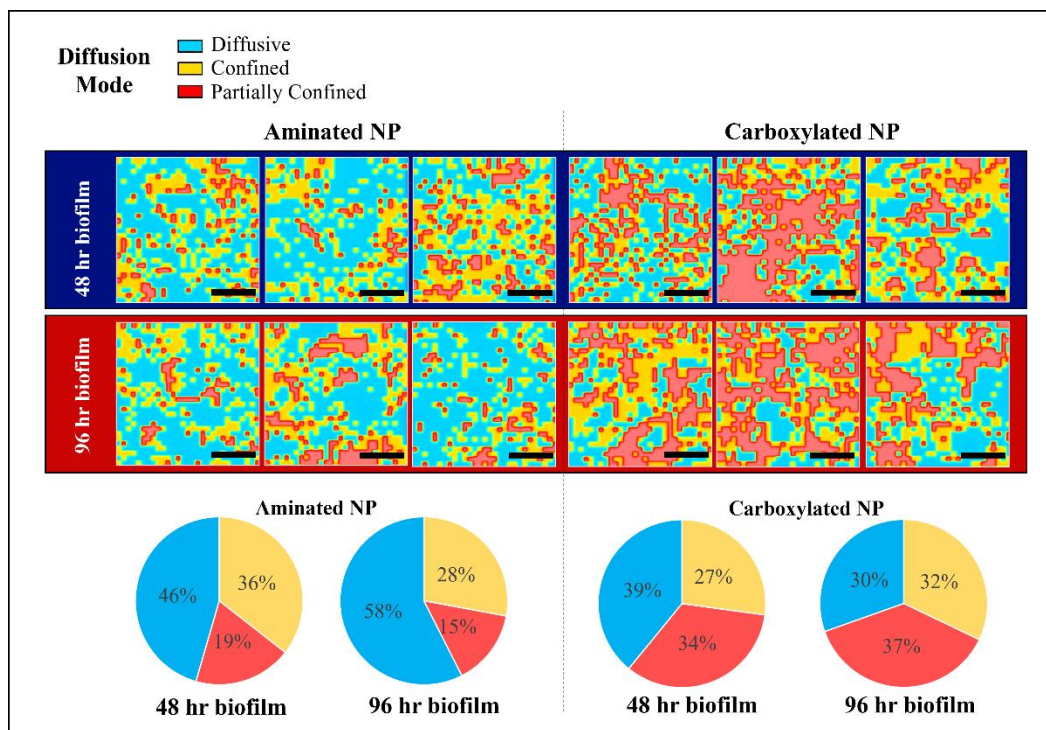 Diffusion
Mode
Diffusive
Confined
Partially Confined
Aminated NP
Carboxylated NP
48 hr biofilm
96 hr biofilm
Aminated NP
Carboxylated NP
46%
36%
19%
58%
28%
15%
39%
27%
34%
30%
32%
37%
48 hr biofilm
96 hr biofilm
48 hr biofilm
96 hr biofilm